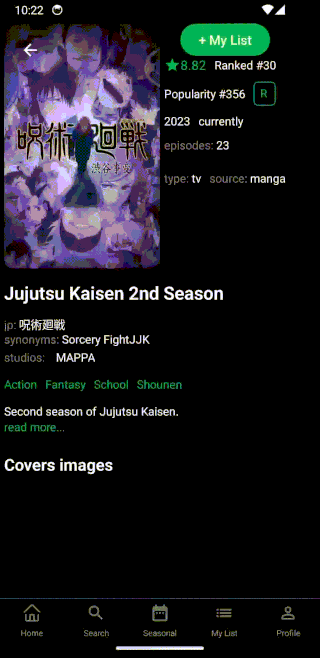 10:22
+ My List
8.82 Ranked #30
Popularity #356 R
2023 currently
episodes: 23
type: tv source: manga
呪術廻戦
渋谷事変
Jujutsu Kaisen 2nd Season
jp: 呪術廻戦
synonyms: Sorcery FightJJK
studios: MAPPA
Action Fantasy School Shounen
Second season of Jujutsu Kaisen.
read more...
Covers images
Home Search Seasonal My List Profile